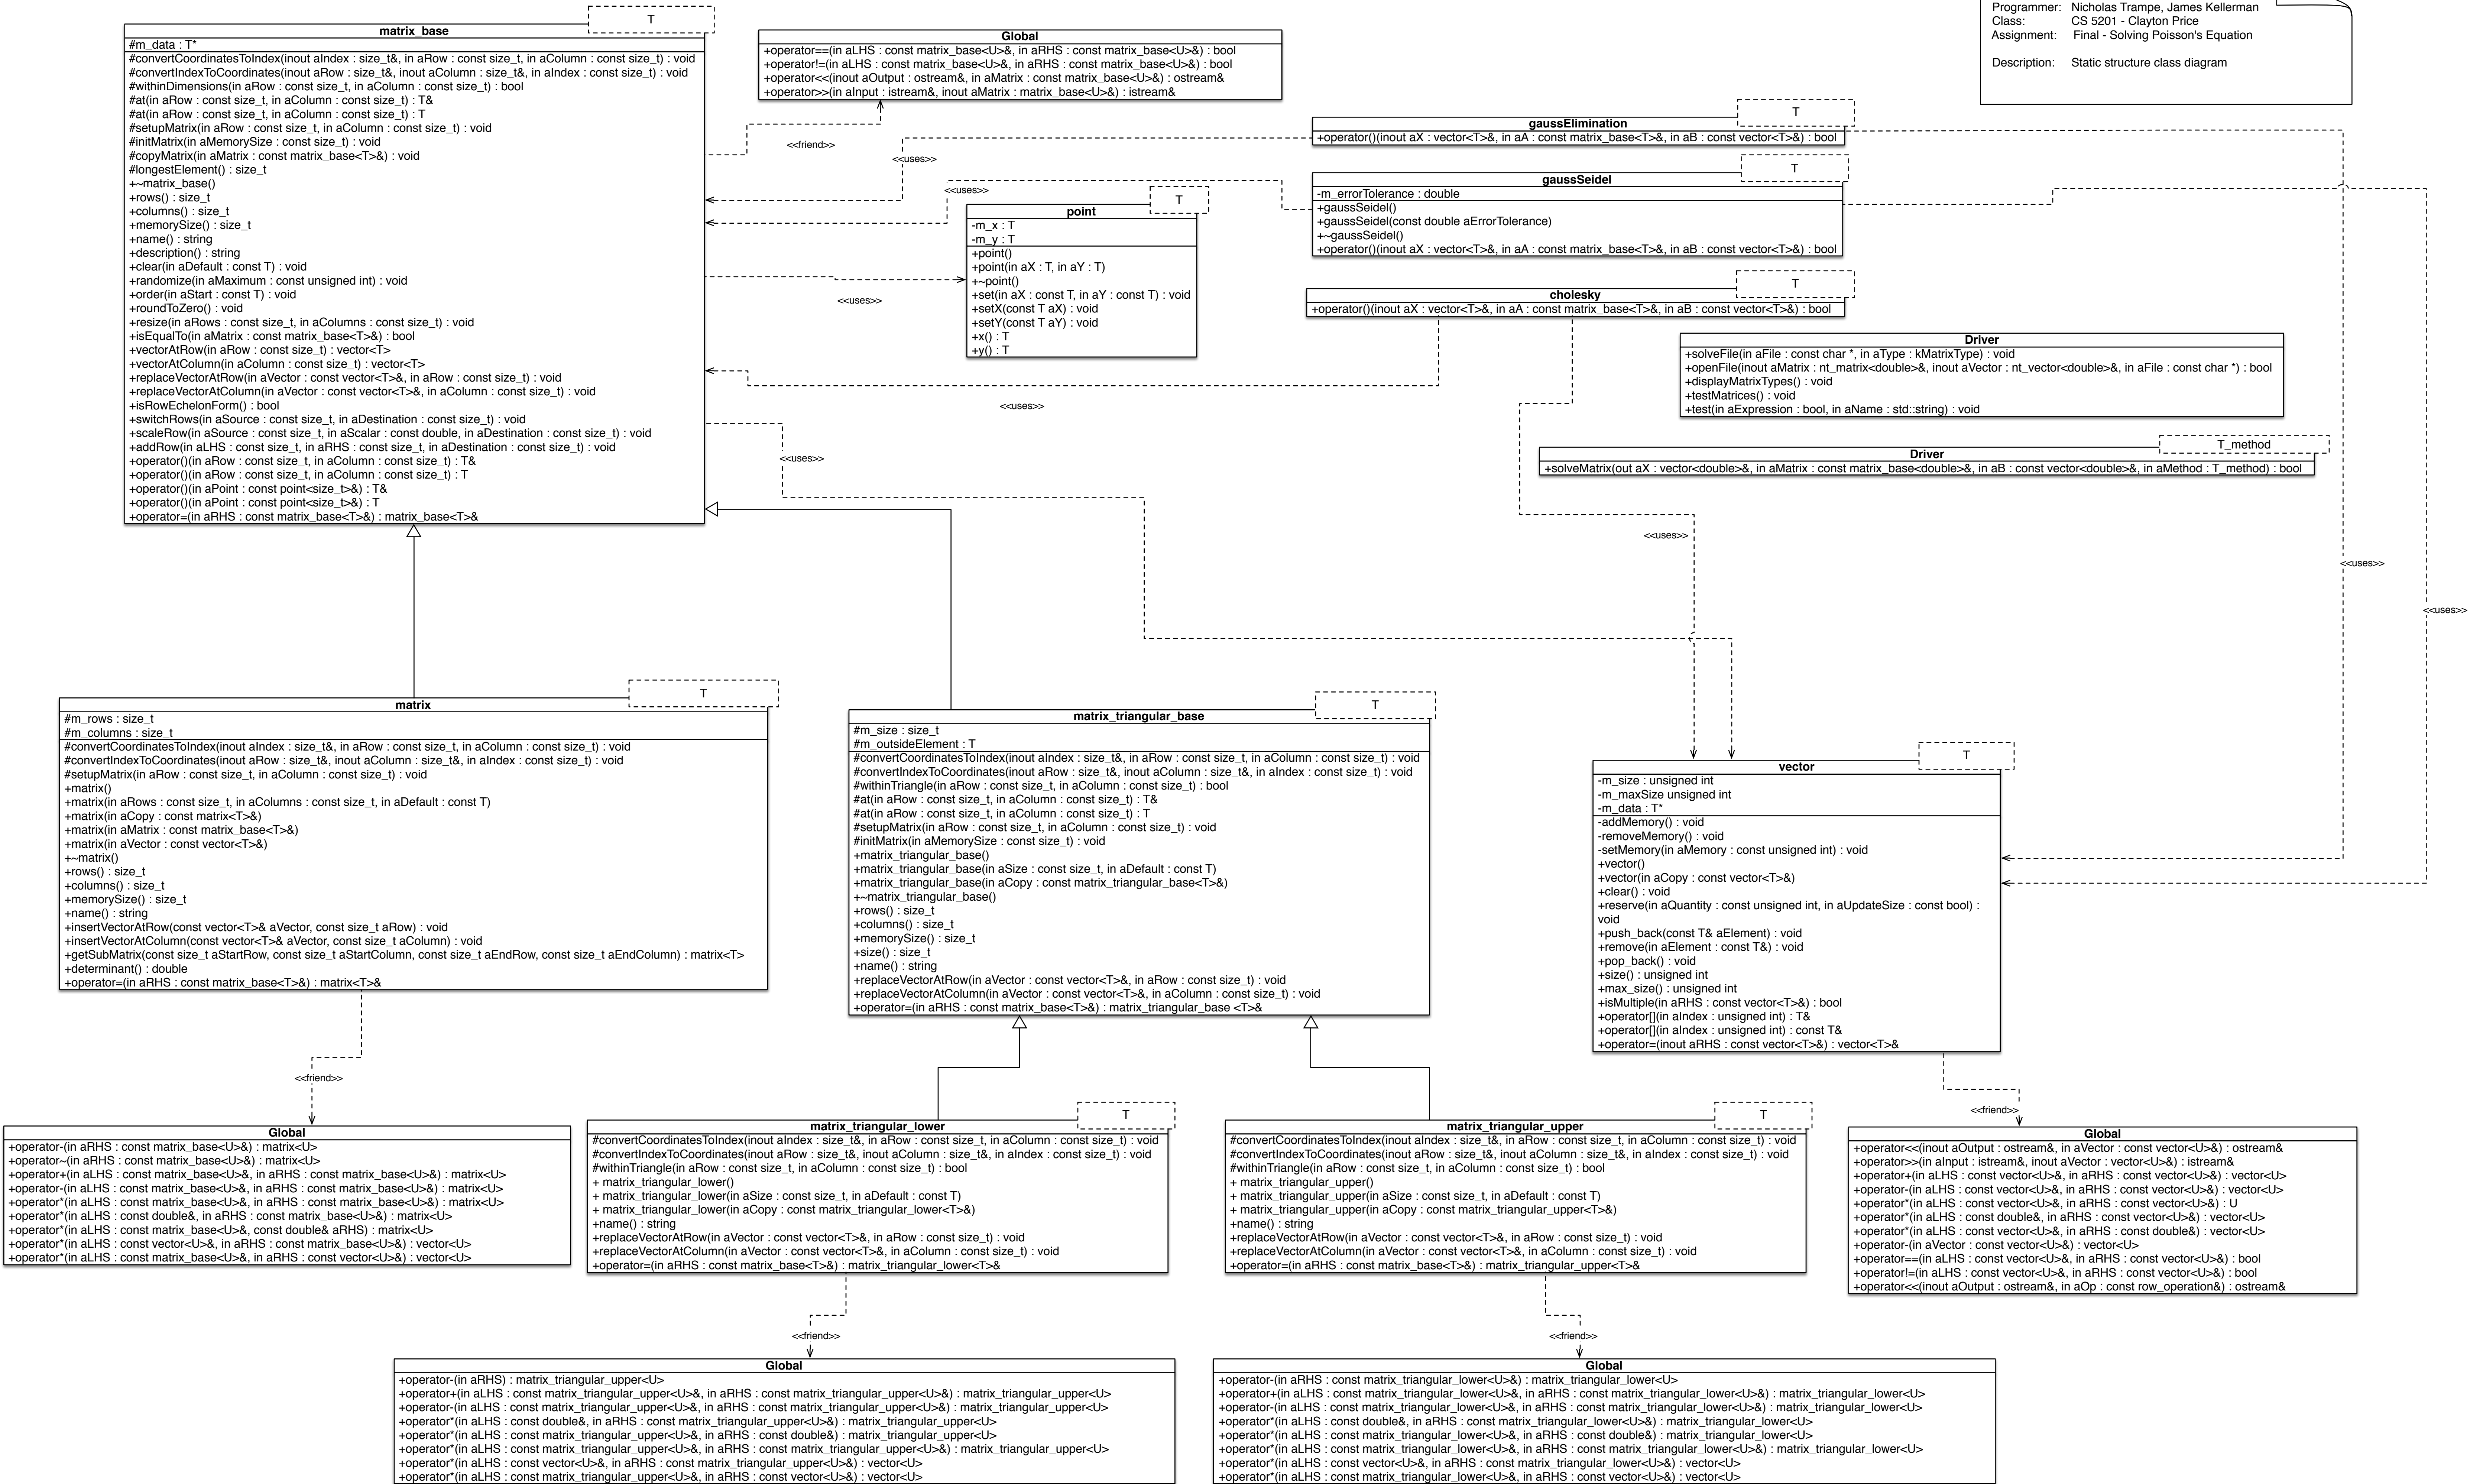 Programmer: Nicholas Trampe, James Kellerman
Class: CS 5201 - Clayton Price
Assignment: Final - Solving Poisson's Equation
Description: Static structure class diagram
T
matrix_base
#m_data : T*
#convertCoordinatesToIndex(inout aIndex : size_t&, in aRow : const size_t, in aColumn : const size_t) : void
#convertIndexToCoordinates(inout aRow : size_t&, inout aColumn : size_t&, in aIndex : const size_t) : void
#withinDimensions(in aRow : const size_t, in aColumn : const size_t) : bool
#at(in aRow : const size_t, in aColumn : const size_t) : T&
#at(in aRow : const size_t, in aColumn : const size_t) : T
#setupMatrix(in aRow : const size_t, in aColumn : const size_t) : void
#initMatrix(in aMemorySize : const size_t) : void
#copyMatrix(in aMatrix : const matrix_base<T>&) : void
#longestElement() : size_t
+~matrix_base()
+rows() : size_t
+columns() : size_t
+memorySize() : size_t
+name() : string
+description() : string
+clear(in aDefault : const T) : void
+randomize(in aMaximum : const unsigned int) : void
+order(in aStart : const T) : void
+roundToZero() : void
+resize(in aRows : const size_t, in aColumns : const size_t) : void
+isEqualTo(in aMatrix : const matrix_base<T>&) : bool
+vectorAtRow(in aRow : const size_t) : vector<T>
+vectorAtColumn(in aColumn : const size_t) : vector<T>
+replaceVectorAtRow(in aVector : const vector<T>&, in aRow : const size_t) : void
+replaceVectorAtColumn(in aVector : const vector<T>&, in aColumn : const size_t) : void
+isRowEchelonForm() : bool
+switchRows(in aSource : const size_t, in aDestination : const size_t) : void
+scaleRow(in aSource : const size_t, in aScalar : const double, in aDestination : const size_t) : void
+addRow(in aLHS : const size_t, in aRHS : const size_t, in aDestination : const size_t) : void
+operator()(in aRow : const size_t, in aColumn : const size_t) : T&
+operator()(in aRow : const size_t, in aColumn : const size_t) : T
+operator()(in aPoint : const point<size_t>&) : T&
+operator()(in aPoint : const point<size_t>&) : T
+operator=(in aRHS : const matrix_base<T>&) : matrix_base<T>&
Global
+operator==(in aLHS : const matrix_base<U>&, in aRHS : const matrix_base<U>&) : bool
+operator!=(in aLHS : const matrix_base<U>&, in aRHS : const matrix_base<U>&) : bool
+operator<<(inout aOutput : ostream&, in aMatrix : const matrix_base<U>&) : ostream&
+operator>>(in aInput : istream&, inout aMatrix : matrix_base<U>&) : istream&
<<friend>>
<<uses>>
<<uses>>
<<uses>>
<<uses>>
<<uses>>
T
point
-m_x : T
-m_y : T
+point()
+point(in aX : T, in aY : T)
+~point()
+set(in aX : const T, in aY : const T) : void
+setX(const T aX) : void
+setY(const T aY) : void
+x() : T
+y() : T
T
gaussElimination
+operator()(inout aX : vector<T>&, in aA : const matrix_base<T>&, in aB : const vector<T>&) : bool
T
gaussSeidel
-m_errorTolerance : double
+gaussSeidel()
+gaussSeidel(const double aErrorTolerance)
+~gaussSeidel()
+operator()(inout aX : vector<T>&, in aA : const matrix_base<T>&, in aB : const vector<T>&) : bool
T
cholesky
+operator()(inout aX : vector<T>&, in aA : const matrix_base<T>&, in aB : const vector<T>&) : bool
Driver
+solveFile(in aFile : const char *, in aType : kMatrixType) : void
+openFile(inout aMatrix : nt_matrix<double>&, inout aVector : nt_vector<double>&, in aFile : const char *) : bool
+displayMatrixTypes() : void
+testMatrices() : void
+test(in aExpression : bool, in aName : std::string) : void
T_method
Driver
+solveMatrix(out aX : vector<double>&, in aMatrix : const matrix_base<double>&, in aB : const vector<double>&, in aMethod : T_method) : bool
<<uses>>
<<uses>>
<<uses>>
T
matrix
#m_rows : size_t
#m_columns : size_t
#convertCoordinatesToIndex(inout aIndex : size_t&, in aRow : const size_t, in aColumn : const size_t) : void
#convertIndexToCoordinates(inout aRow : size_t&, inout aColumn : size_t&, in aIndex : const size_t) : void
#setupMatrix(in aRow : const size_t, in aColumn : const size_t) : void
+matrix()
+matrix(in aRows : const size_t, in aColumns : const size_t, in aDefault : const T)
+matrix(in aCopy : const matrix<T>&)
+matrix(in aMatrix : const matrix_base<T>&)
+matrix(in aVector : const vector<T>&)
+~matrix()
+rows() : size_t
+columns() : size_t
+memorySize() : size_t
+name() : string
+insertVectorAtRow(const vector<T>& aVector, const size_t aRow) : void
+insertVectorAtColumn(const vector<T>& aVector, const size_t aColumn) : void
+getSubMatrix(const size_t aStartRow, const size_t aStartColumn, const size_t aEndRow, const size_t aEndColumn) : matrix<T>
+determinant() : double
+operator=(in aRHS : const matrix_base<T>&) : matrix<T>&
T
matrix_triangular_base
#m_size : size_t
#m_outsideElement : T
#convertCoordinatesToIndex(inout aIndex : size_t&, in aRow : const size_t, in aColumn : const size_t) : void
#convertIndexToCoordinates(inout aRow : size_t&, inout aColumn : size_t&, in aIndex : const size_t) : void
#withinTriangle(in aRow : const size_t, in aColumn : const size_t) : bool
#at(in aRow : const size_t, in aColumn : const size_t) : T&
#at(in aRow : const size_t, in aColumn : const size_t) : T
#setupMatrix(in aRow : const size_t, in aColumn : const size_t) : void
#initMatrix(in aMemorySize : const size_t) : void
+matrix_triangular_base()
+matrix_triangular_base(in aSize : const size_t, in aDefault : const T)
+matrix_triangular_base(in aCopy : const matrix_triangular_base<T>&)
+~matrix_triangular_base()
+rows() : size_t
+columns() : size_t
+memorySize() : size_t
+size() : size_t
+name() : string
+replaceVectorAtRow(in aVector : const vector<T>&, in aRow : const size_t) : void
+replaceVectorAtColumn(in aVector : const vector<T>&, in aColumn : const size_t) : void
+operator=(in aRHS : const matrix_base<T>&) : matrix_triangular_base <T>&
T
vector
-m_size : unsigned int
-m_maxSize unsigned int
-m_data : T*
-addMemory() : void
-removeMemory() : void
-setMemory(in aMemory : const unsigned int) : void
+vector()
+vector(in aCopy : const vector<T>&)
+clear() : void
+reserve(in aQuantity : const unsigned int, in aUpdateSize : const bool) :
void
+push_back(const T& aElement) : void
+remove(in aElement : const T&) : void
+pop_back() : void
+size() : unsigned int
+max_size() : unsigned int
+isMultiple(in aRHS : const vector<T>&) : bool
+operator[](in aIndex : unsigned int) : T&
+operator[](in aIndex : unsigned int) : const T&
+operator=(inout aRHS : const vector<T>&) : vector<T>&
<<friend>>
<<friend>>
Global
+operator-(in aRHS : const matrix_base<U>&) : matrix<U>
+operator~(in aRHS : const matrix_base<U>&) : matrix<U>
+operator+(in aLHS : const matrix_base<U>&, in aRHS : const matrix_base<U>&) : matrix<U>
+operator-(in aLHS : const matrix_base<U>&, in aRHS : const matrix_base<U>&) : matrix<U>
+operator*(in aLHS : const matrix_base<U>&, in aRHS : const matrix_base<U>&) : matrix<U>
+operator*(in aLHS : const double&, in aRHS : const matrix_base<U>&) : matrix<U>
+operator*(in aLHS : const matrix_base<U>&, const double& aRHS) : matrix<U>
+operator*(in aLHS : const vector<U>&, in aRHS : const matrix_base<U>&) : vector<U>
+operator*(in aLHS : const matrix_base<U>&, in aRHS : const vector<U>&) : vector<U>
T
matrix_triangular_lower
#convertCoordinatesToIndex(inout aIndex : size_t&, in aRow : const size_t, in aColumn : const size_t) : void
#convertIndexToCoordinates(inout aRow : size_t&, inout aColumn : size_t&, in aIndex : const size_t) : void
#withinTriangle(in aRow : const size_t, in aColumn : const size_t) : bool
+ matrix_triangular_lower()
+ matrix_triangular_lower(in aSize : const size_t, in aDefault : const T)
+ matrix_triangular_lower(in aCopy : const matrix_triangular_lower<T>&)
+name() : string
+replaceVectorAtRow(in aVector : const vector<T>&, in aRow : const size_t) : void
+replaceVectorAtColumn(in aVector : const vector<T>&, in aColumn : const size_t) : void
+operator=(in aRHS : const matrix_base<T>&) : matrix_triangular_lower<T>&
T
matrix_triangular_upper
#convertCoordinatesToIndex(inout aIndex : size_t&, in aRow : const size_t, in aColumn : const size_t) : void
#convertIndexToCoordinates(inout aRow : size_t&, inout aColumn : size_t&, in aIndex : const size_t) : void
#withinTriangle(in aRow : const size_t, in aColumn : const size_t) : bool
+ matrix_triangular_upper()
+ matrix_triangular_upper(in aSize : const size_t, in aDefault : const T)
+ matrix_triangular_upper(in aCopy : const matrix_triangular_upper<T>&)
+name() : string
+replaceVectorAtRow(in aVector : const vector<T>&, in aRow : const size_t) : void
+replaceVectorAtColumn(in aVector : const vector<T>&, in aColumn : const size_t) : void
+operator=(in aRHS : const matrix_base<T>&) : matrix_triangular_upper<T>&
Global
+operator<<(inout aOutput : ostream&, in aVector : const vector<U>&) : ostream&
+operator>>(in aInput : istream&, inout aVector : vector<U>&) : istream&
+operator+(in aLHS : const vector<U>&, in aRHS : const vector<U>&) : vector<U>
+operator-(in aLHS : const vector<U>&, in aRHS : const vector<U>&) : vector<U>
+operator*(in aLHS : const vector<U>&, in aRHS : const vector<U>&) : U
+operator*(in aLHS : const double&, in aRHS : const vector<U>&) : vector<U>
+operator*(in aLHS : const vector<U>&, in aRHS : const double&) : vector<U>
+operator-(in aVector : const vector<U>&) : vector<U>
+operator==(in aLHS : const vector<U>&, in aRHS : const vector<U>&) : bool
+operator!=(in aLHS : const vector<U>&, in aRHS : const vector<U>&) : bool
+operator<<(inout aOutput : ostream&, in aOp : const row_operation&) : ostream&
<<friend>>
<<friend>>
Global
+operator-(in aRHS) : matrix_triangular_upper<U>
+operator+(in aLHS : const matrix_triangular_upper<U>&, in aRHS : const matrix_triangular_upper<U>&) : matrix_triangular_upper<U>
+operator-(in aLHS : const matrix_triangular_upper<U>&, in aRHS : const matrix_triangular_upper<U>&) : matrix_triangular_upper<U>
+operator*(in aLHS : const double&, in aRHS : const matrix_triangular_upper<U>&) : matrix_triangular_upper<U>
+operator*(in aLHS : const matrix_triangular_upper<U>&, in aRHS : const double&) : matrix_triangular_upper<U>
+operator*(in aLHS : const matrix_triangular_upper<U>&, in aRHS : const matrix_triangular_upper<U>&) : matrix_triangular_upper<U>
+operator*(in aLHS : const vector<U>&, in aRHS : const matrix_triangular_upper<U>&) : vector<U>
+operator*(in aLHS : const matrix_triangular_upper<U>&, in aRHS : const vector<U>&) : vector<U>
Global
+operator-(in aRHS : const matrix_triangular_lower<U>&) : matrix_triangular_lower<U>
+operator+(in aLHS : const matrix_triangular_lower<U>&, in aRHS : const matrix_triangular_lower<U>&) : matrix_triangular_lower<U>
+operator-(in aLHS : const matrix_triangular_lower<U>&, in aRHS : const matrix_triangular_lower<U>&) : matrix_triangular_lower<U>
+operator*(in aLHS : const double&, in aRHS : const matrix_triangular_lower<U>&) : matrix_triangular_lower<U>
+operator*(in aLHS : const matrix_triangular_lower<U>&, in aRHS : const double&) : matrix_triangular_lower<U>
+operator*(in aLHS : const matrix_triangular_lower<U>&, in aRHS : const matrix_triangular_lower<U>&) : matrix_triangular_lower<U>
+operator*(in aLHS : const vector<U>&, in aRHS : const matrix_triangular_lower<U>&) : vector<U>
+operator*(in aLHS : const matrix_triangular_lower<U>&, in aRHS : const vector<U>&) : vector<U>